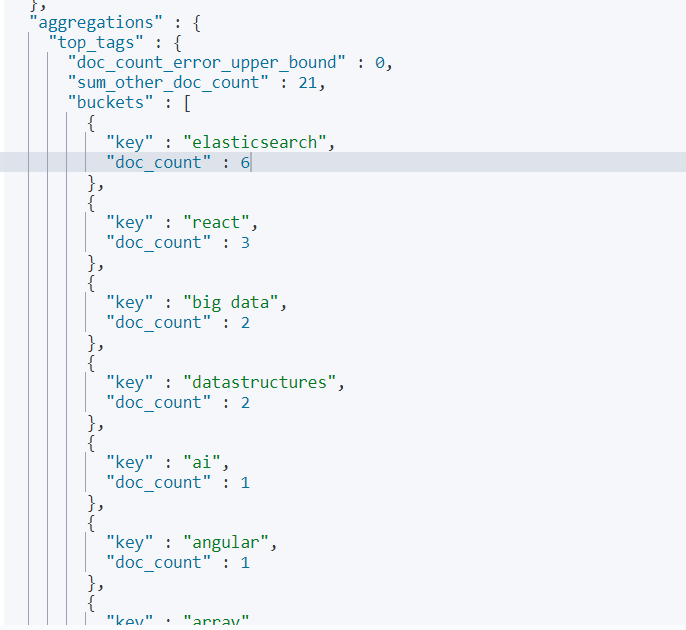 },
"aggregations" : {
"top_tags" : {
"doc_count_error_upper_bound" : 0,
"sum_other_doc_count" : 21,
"buckets" : [
{
"key" : "elasticsearch",
"doc_count" : 6
},
{
"key" : "react",
"doc_count" : 3
},
{
"key" : "big data",
"doc_count" : 2
},
{
"key" : "datastructures",
"doc_count" : 2
},
{
"key" : "ai",
"doc_count" : 1
},
{
"key" : "angular",
"doc_count" : 1
},
{
"key" : "array"